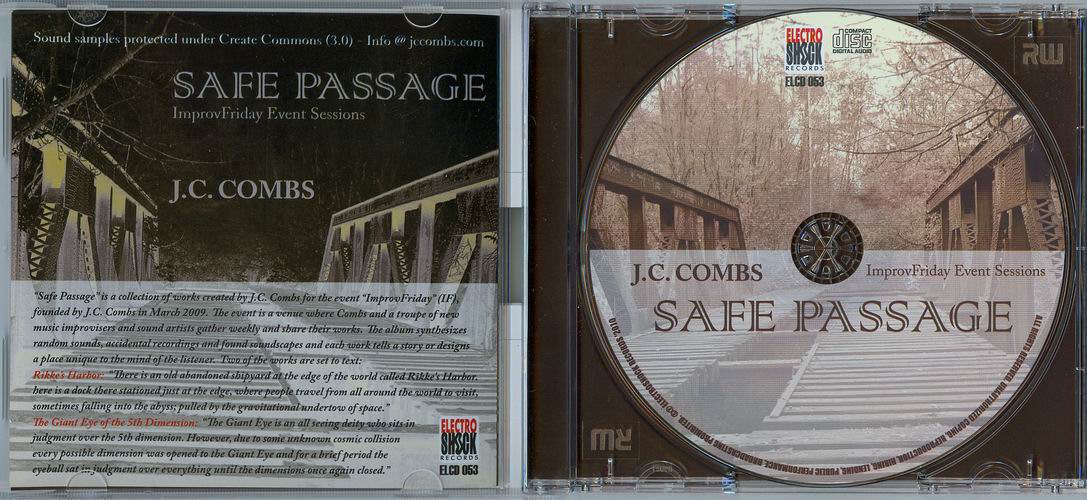 Sound samples protected under Create Commons (3.0) - Info @ jccombs.com
SAFE PASSAGE
ImprovFriday Event Sessions
J.C. COMBS
"Safe Passage" is a collection of works created by J.C. Combs for the event "ImprovFriday" (IF),
founded by J.C. Combs in March 2009. The event is a venue where Combs and a troupe of new
music improvisers and sound artists gather weekly and share their works. The album synthesizes
random sounds, accidental recordings and found soundscapes and each work tells a story or designs
a place unique to the mind of the listener. Two of the works are set to text:
Rikke's Harbor: "There is an old abandoned shipyard at the edge of the world called Rikke's Harbor.
here is a dock there stationed just at the edge, where people travel from all around the world to visit,
sometimes falling into the abyss; pulled by the gravitational undertow of space."
The Giant Eye of the 5th Dimension: "The Giant Eye is an all seeing deity who sits in
judgment over the 5th dimension. However, due to some unknown cosmic collision
every possible dimension was opened to the Giant Eye and for a brief period the
eyeball sat in judgment over everything until the dimensions once again closed."
ELECTRO
SHOCK
RECORDS
ELCD 053
ELECTRO
SHOCK
RECORDS
ELCD 053
COMPACT
disc
DIGITAL AUDIO
RW
J.C. COMBS
ImprovFriday Event Sessions
SAFE PASSAGE
©℗ ELECTROSHOCK RECORDS / 2010
ALL RIGHTS RESERVED. UNAUTHORIZED COPYING, REPRODUCTION, HIRING, LENDING, PUBLIC PERFORMANCE, BROADCASTING PROHIBITED
RW